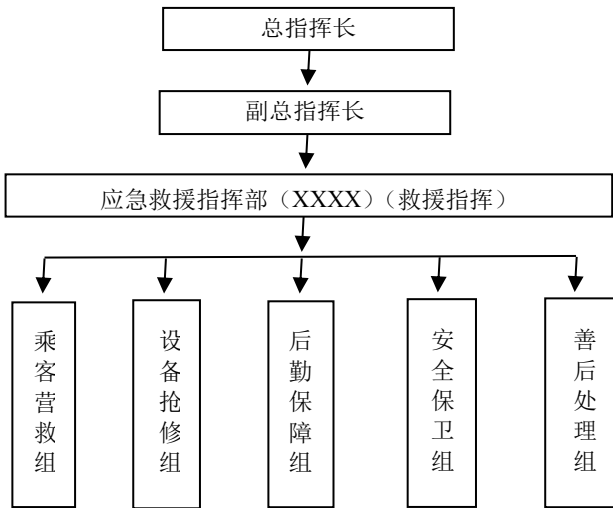 总指挥长
副总指挥长
应急救援指挥部（XXXX）（救援指挥）
乘客营救组
设备抢修组
后勤保障组
安全保卫组
善后处理组